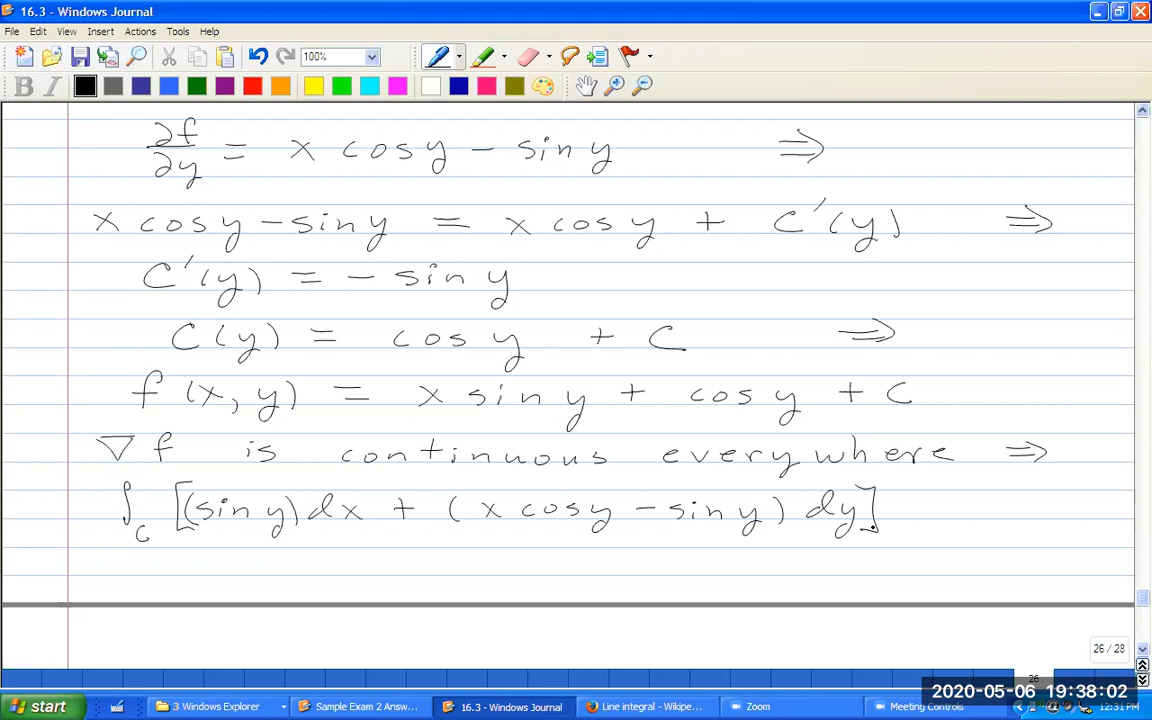 16.3 - Windows Journal
File Edit View Insert Actions Tools Help
100%
B I
∂f/∂y = x cos y − sin y ⇒
x cos y − sin y = x cos y + C'(y) ⇒
C'(y) = − sin y
C(y) = cos y + C ⇒
f(x, y) = x sin y + cos y + C
∇f is continuous everywhere ⇒
∫_C [(sin y) dx + (x cos y − sin y) dy]
26 / 28
26
2020-05-06 19:38:02
start 3 Windows Explorer Sample Exam 2 Answ... 16.3 - Windows Journal Line integral - Wikipe... Zoom Meeting Controls 12:31 PM